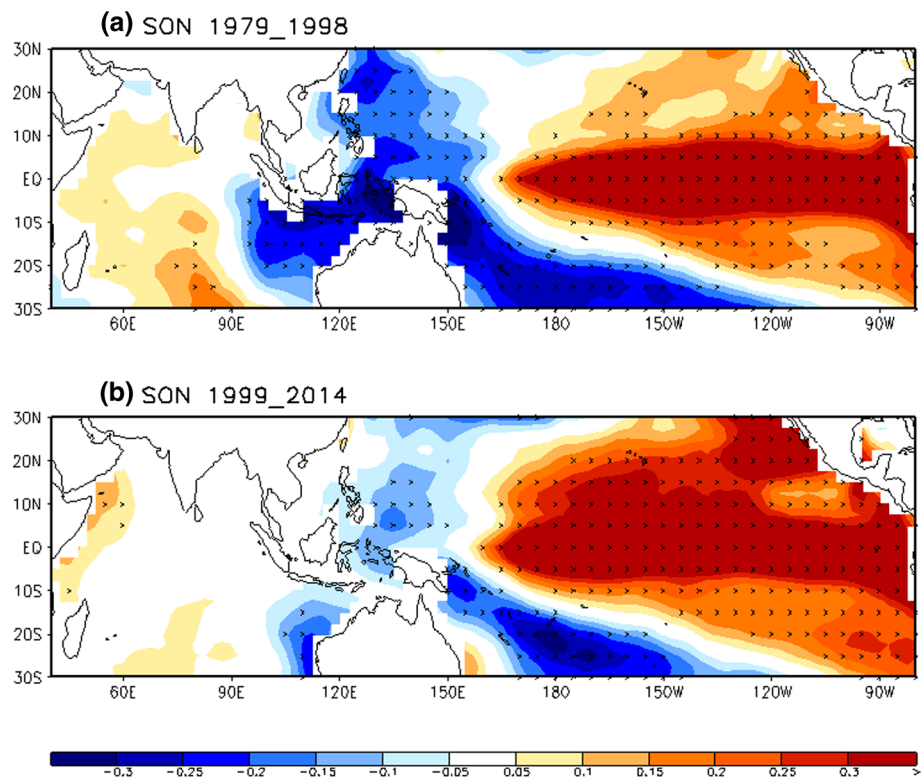 (a) SON 1979_1998
30N
20N
10N
EQ
10S
20S
30S
60E 90E 120E 150E 180 150W 120W 90W
(b) SON 1999_2014
30N
20N
10N
EQ
10S
20S
30S
60E 90E 120E 150E 180 150W 120W 90W
-0.3 -0.25 -0.2 -0.15 -0.1 -0.05 0.05 0.1 0.15 0.2 0.25 0.3